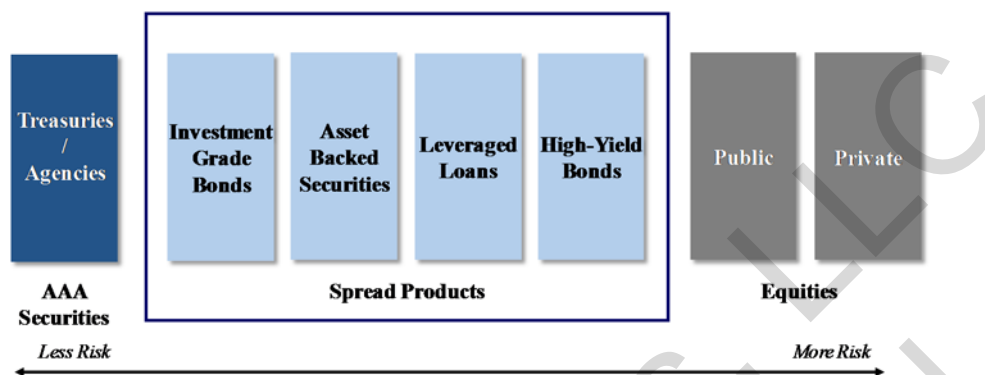 Treasuries
/
Agencies
Investment
Grade
Bonds
Asset
Backed
Securities
Leveraged
Loans
High-Yield
Bonds
Public
Private
AAA
Securities
Spread Products
Equities
Less Risk
More Risk
LLC